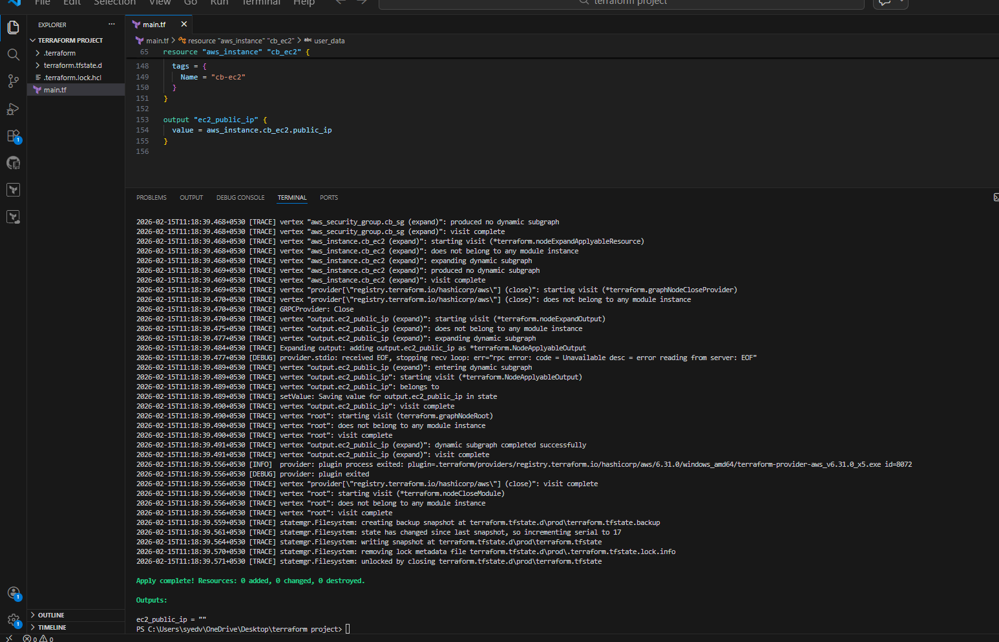 File Edit Selection View Go Run Terminal Help
terraform project
EXPLORER
TERRAFORM PROJECT
.terraform
terraform.tfstate.d
.terraform.lock.hcl
main.tf
OUTLINE
TIMELINE
main.tf
main.tf > resource "aws_instance" "cb_ec2" > abc user_data
65 resource "aws_instance" "cb_ec2" {
148 tags = {
149 Name = "cb-ec2"
150 }
151 }
152
153 output "ec2_public_ip" {
154 value = aws_instance.cb_ec2.public_ip
155 }
156
PROBLEMS OUTPUT DEBUG CONSOLE TERMINAL PORTS
2026-02-15T11:18:39.468+0530 [TRACE] vertex "aws_security_group.cb_sg (expand)": produced no dynamic subgraph
2026-02-15T11:18:39.468+0530 [TRACE] vertex "aws_security_group.cb_sg (expand)": visit complete
2026-02-15T11:18:39.468+0530 [TRACE] vertex "aws_instance.cb_ec2 (expand)": starting visit (*terraform.nodeExpandApplyableResource)
2026-02-15T11:18:39.468+0530 [TRACE] vertex "aws_instance.cb_ec2 (expand)": does not belong to any module instance
2026-02-15T11:18:39.468+0530 [TRACE] vertex "aws_instance.cb_ec2 (expand)": expanding dynamic subgraph
2026-02-15T11:18:39.469+0530 [TRACE] vertex "aws_instance.cb_ec2 (expand)": produced no dynamic subgraph
2026-02-15T11:18:39.469+0530 [TRACE] vertex "aws_instance.cb_ec2 (expand)": visit complete
2026-02-15T11:18:39.469+0530 [TRACE] vertex "provider[\"registry.terraform.io/hashicorp/aws\"] (close)": starting visit (*terraform.graphNodeCloseProvider)
2026-02-15T11:18:39.470+0530 [TRACE] vertex "provider[\"registry.terraform.io/hashicorp/aws\"] (close)": does not belong to any module instance
2026-02-15T11:18:39.470+0530 [TRACE] GRPCProvider: Close
2026-02-15T11:18:39.470+0530 [TRACE] vertex "output.ec2_public_ip (expand)": starting visit (*terraform.nodeExpandOutput)
2026-02-15T11:18:39.475+0530 [TRACE] vertex "output.ec2_public_ip (expand)": does not belong to any module instance
2026-02-15T11:18:39.477+0530 [TRACE] vertex "output.ec2_public_ip (expand)": expanding dynamic subgraph
2026-02-15T11:18:39.484+0530 [TRACE] Expanding output: adding output.ec2_public_ip as *terraform.NodeApplyableOutput
2026-02-15T11:18:39.477+0530 [DEBUG] provider.stdio: received EOF, stopping recv loop: err="rpc error: code = Unavailable desc = error reading from server: EOF"
2026-02-15T11:18:39.489+0530 [TRACE] vertex "output.ec2_public_ip (expand)": entering dynamic subgraph
2026-02-15T11:18:39.489+0530 [TRACE] vertex "output.ec2_public_ip": starting visit (*terraform.NodeApplyableOutput)
2026-02-15T11:18:39.489+0530 [TRACE] vertex "output.ec2_public_ip": belongs to
2026-02-15T11:18:39.489+0530 [TRACE] setValue: Saving value for output.ec2_public_ip in state
2026-02-15T11:18:39.490+0530 [TRACE] vertex "output.ec2_public_ip": visit complete
2026-02-15T11:18:39.490+0530 [TRACE] vertex "root": starting visit (terraform.graphNodeRoot)
2026-02-15T11:18:39.490+0530 [TRACE] vertex "root": does not belong to any module instance
2026-02-15T11:18:39.490+0530 [TRACE] vertex "root": visit complete
2026-02-15T11:18:39.491+0530 [TRACE] vertex "output.ec2_public_ip (expand)": dynamic subgraph completed successfully
2026-02-15T11:18:39.491+0530 [TRACE] vertex "output.ec2_public_ip (expand)": visit complete
2026-02-15T11:18:39.556+0530 [INFO]  provider: plugin process exited: plugin=.terraform/providers/registry.terraform.io/hashicorp/aws/6.31.0/windows_amd64/terraform-provider-aws_v6.31.0_x5.exe id=8072
2026-02-15T11:18:39.556+0530 [DEBUG] provider: plugin exited
2026-02-15T11:18:39.556+0530 [TRACE] vertex "provider[\"registry.terraform.io/hashicorp/aws\"] (close)": visit complete
2026-02-15T11:18:39.556+0530 [TRACE] vertex "root": starting visit (*terraform.nodeCloseModule)
2026-02-15T11:18:39.556+0530 [TRACE] vertex "root": does not belong to any module instance
2026-02-15T11:18:39.556+0530 [TRACE] vertex "root": visit complete
2026-02-15T11:18:39.559+0530 [TRACE] statemgr.Filesystem: creating backup snapshot at terraform.tfstate.d\prod\terraform.tfstate.backup
2026-02-15T11:18:39.561+0530 [TRACE] statemgr.Filesystem: state has changed since last snapshot, so incrementing serial to 17
2026-02-15T11:18:39.564+0530 [TRACE] statemgr.Filesystem: writing snapshot at terraform.tfstate.d\prod\terraform.tfstate
2026-02-15T11:18:39.570+0530 [TRACE] statemgr.Filesystem: removing lock metadata file terraform.tfstate.d\prod\.terraform.tfstate.lock.info
2026-02-15T11:18:39.571+0530 [TRACE] statemgr.Filesystem: unlocked by closing terraform.tfstate.d\prod\terraform.tfstate
Apply complete! Resources: 0 added, 0 changed, 0 destroyed.
Outputs:
ec2_public_ip = ""
PS C:\Users\syedv\OneDrive\Desktop\terraform project>
1
1
1
0 0